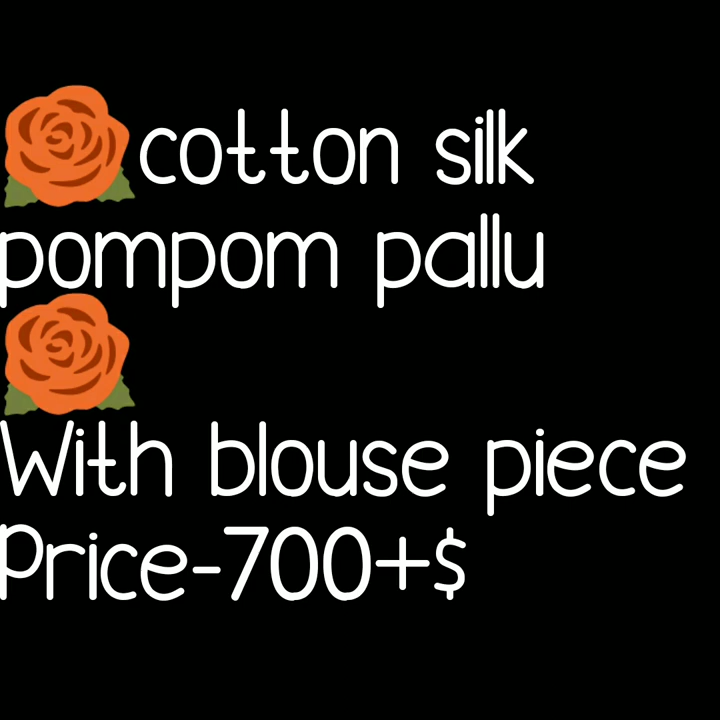 🌹cotton silk
pompom pallu
🌹
With blouse piece
Price-700+$